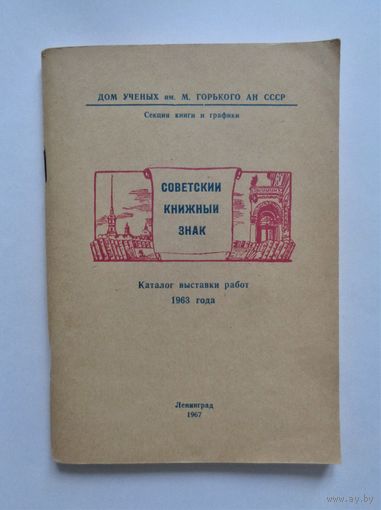 ДОМ УЧЕНЫХ им. М. ГОРЬКОГО АН СССР
Секция книги и графики
СОВЕТСКИЙ
КНИЖНЫЙ
ЗНАК
Каталог выставки работ
1963 года
Ленинград
1967
www.ay.by